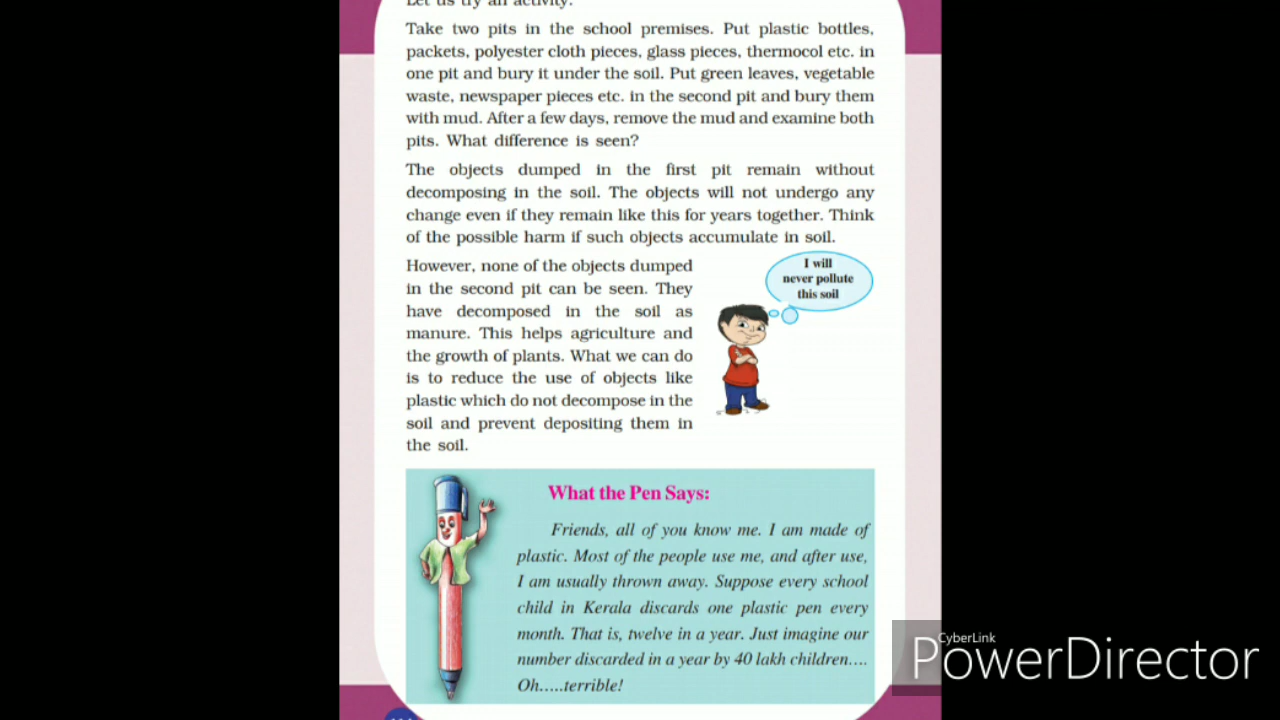 Let us try an activity.
Take two pits in the school premises. Put plastic bottles,
packets, polyester cloth pieces, glass pieces, thermocol etc. in
one pit and bury it under the soil. Put green leaves, vegetable
waste, newspaper pieces etc. in the second pit and bury them
with mud. After a few days, remove the mud and examine both
pits. What difference is seen?
The objects dumped in the first pit remain without
decomposing in the soil. The objects will not undergo any
change even if they remain like this for years together. Think
of the possible harm if such objects accumulate in soil.
However, none of the objects dumped
in the second pit can be seen. They
have decomposed in the soil as
manure. This helps agriculture and
the growth of plants. What we can do
is to reduce the use of objects like
plastic which do not decompose in the
soil and prevent depositing them in
the soil.
I will
never pollute
this soil
What the Pen Says:
Friends, all of you know me. I am made of
plastic. Most of the people use me, and after use,
I am usually thrown away. Suppose every school
child in Kerala discards one plastic pen every
month. That is, twelve in a year. Just imagine our
number discarded in a year by 40 lakh children....
Oh.....terrible!
CyberLink
PowerDirector